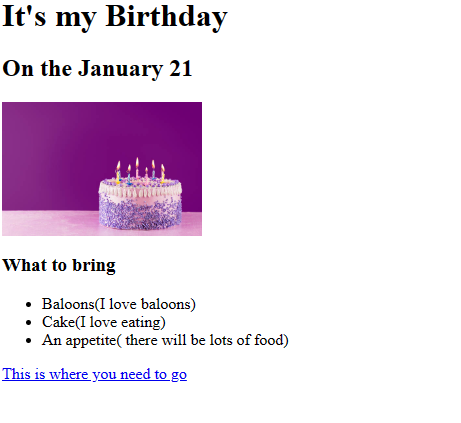 It's my Birthday
On the January 21
What to bring
Baloons(I love baloons)
Cake(I love eating)
An appetite( there will be lots of food)
This is where you need to go